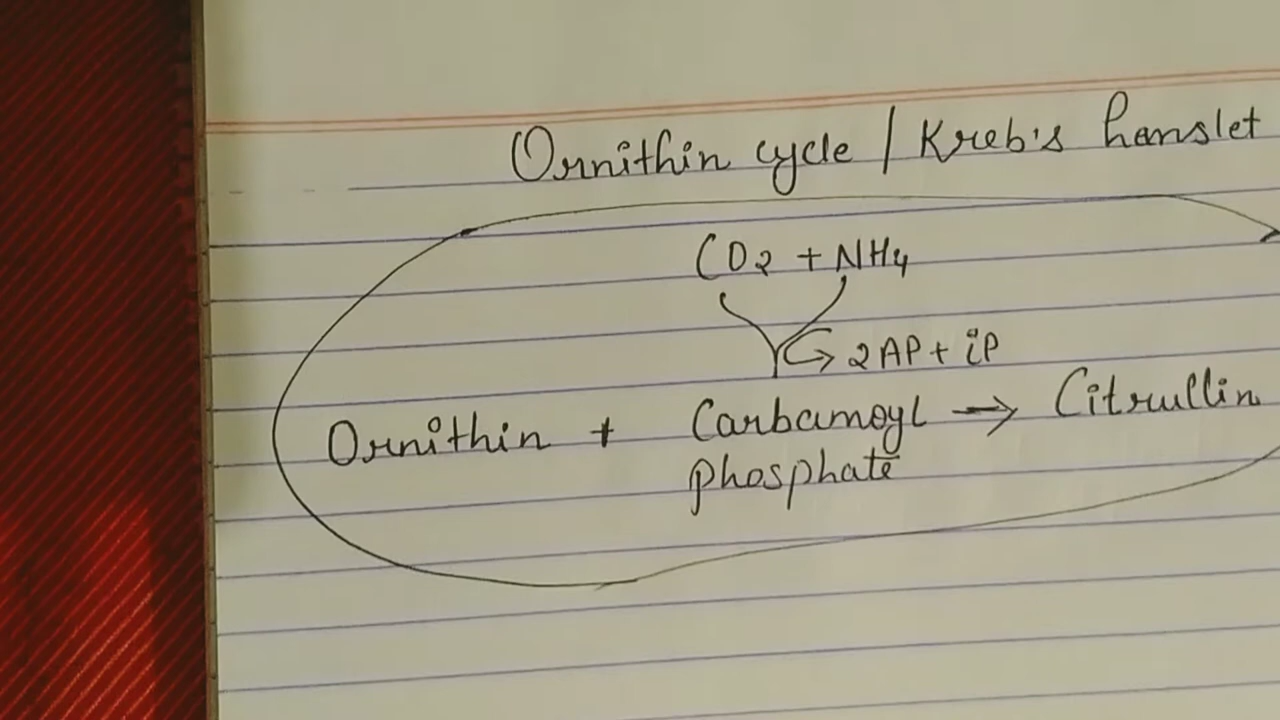 Ornithin cycle / Kreb's henslet
CO2 + NH4
2AP + iP
Ornithin + Carbamoyl → Citrullin
phosphate